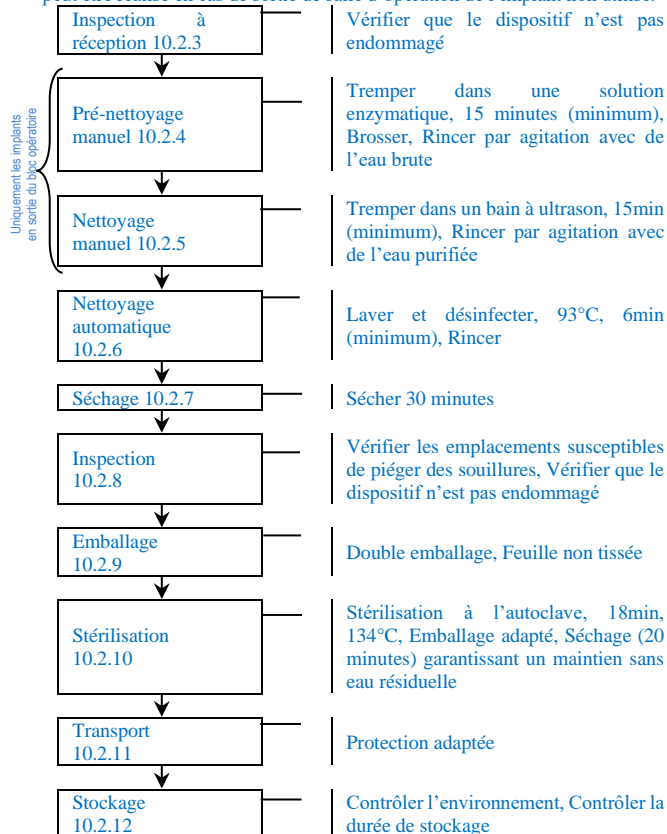 Inspection à
réception 10.2.3
Vérifier que le dispositif n'est pas
endommagé
Uniquement les implants
en sortie du bloc opératoire
Pré-nettoyage
manuel 10.2.4
Tremper dans une solution
enzymatique, 15 minutes (minimum),
Brosser, Rincer par agitation avec de
l'eau brute
Nettoyage
manuel 10.2.5
Tremper dans un bain à ultrason, 15min
(minimum), Rincer par agitation avec
de l'eau purifiée
Nettoyage
automatique
10.2.6
Laver et désinfecter, 93°C, 6min
(minimum), Rincer
Séchage 10.2.7
Sécher 30 minutes
Inspection
10.2.8
Vérifier les emplacements susceptibles
de piéger des souillures, Vérifier que le
dispositif n'est pas endommagé
Emballage
10.2.9
Double emballage, Feuille non tissée
Stérilisation
10.2.10
Stérilisation à l'autoclave, 18min,
134°C, Emballage adapté, Séchage (20
minutes) garantissant un maintien sans
eau résiduelle
Transport
10.2.11
Protection adaptée
Stockage
10.2.12
Contrôler l'environnement, Contrôler la
durée de stockage